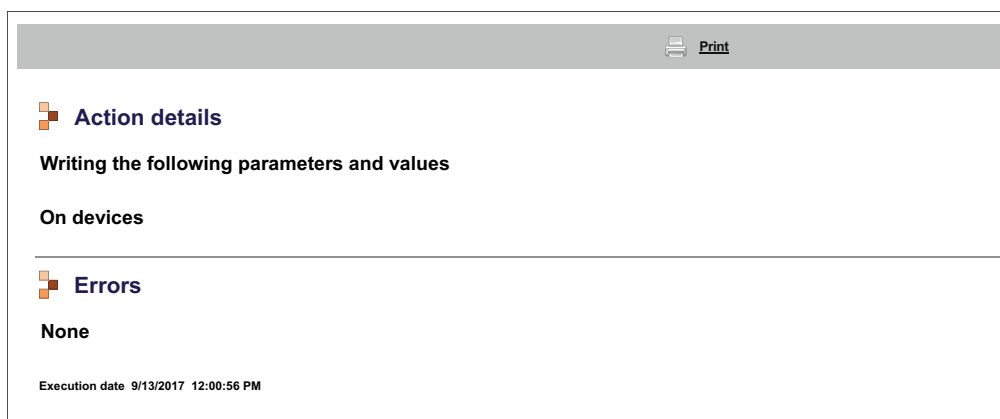 Print
Action details
Writing the following parameters and values
On devices
Errors
None
Execution date 9/13/2017 12:00:56 PM